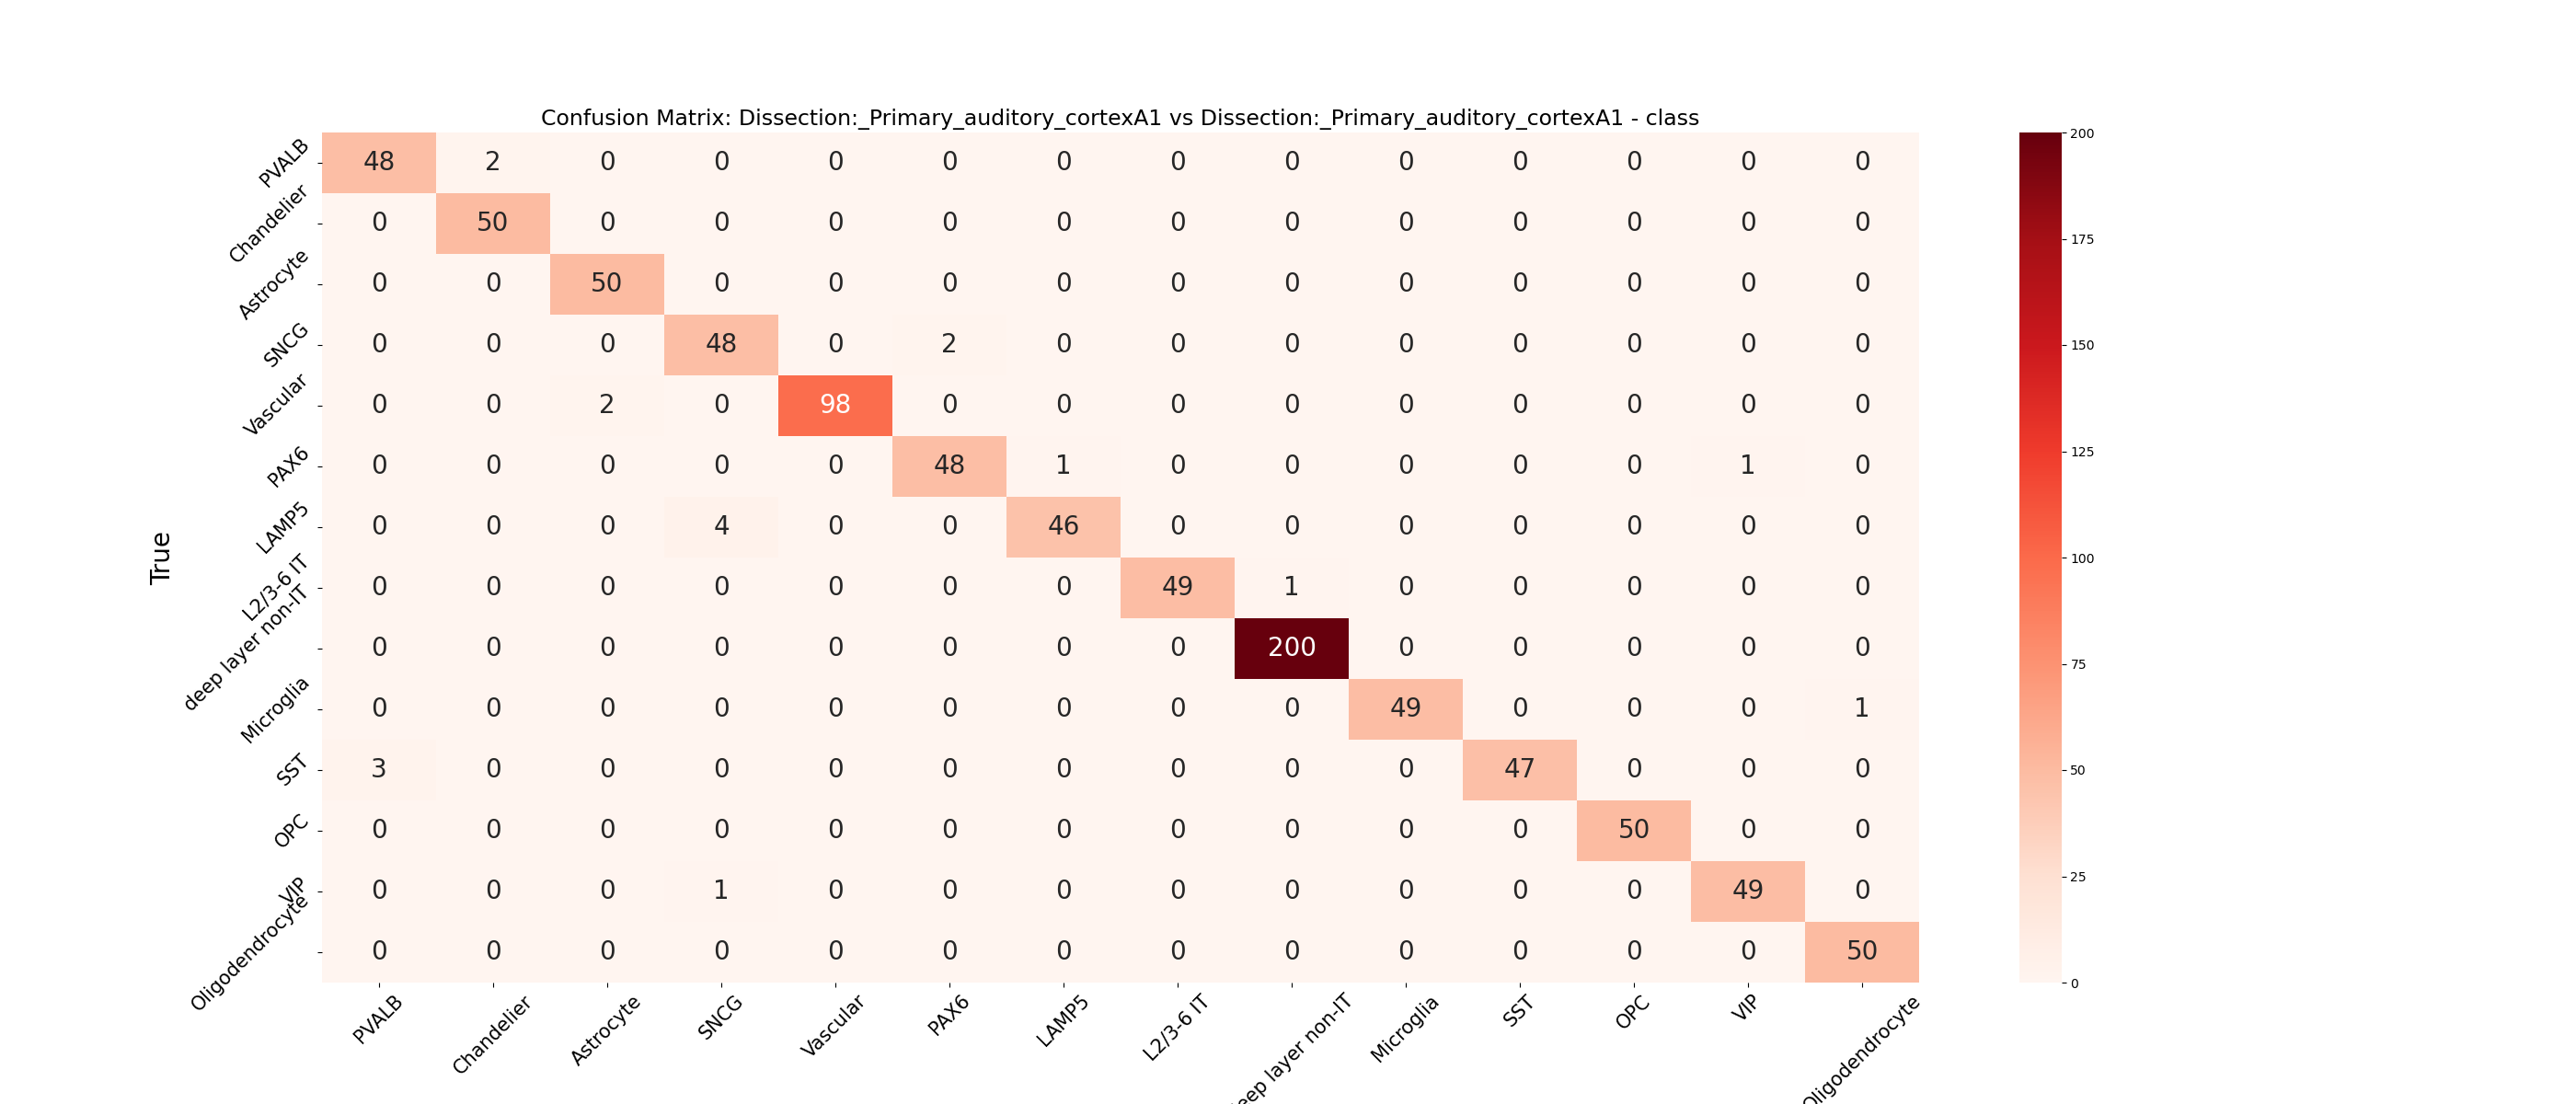 Confusion Matrix: Dissection:_Primary_auditory_cortexA1 vs Dissection:_Primary_auditory_cortexA1 - class
PVALB 48 2 0 0 0 0 0 0 0 0 0 0 0 0
Chandelier 0 50 0 0 0 0 0 0 0 0 0 0 0 0
Astrocyte 0 0 50 0 0 0 0 0 0 0 0 0 0 0
SNCG 0 0 0 48 0 2 0 0 0 0 0 0 0 0
Vascular 0 0 2 0 98 0 0 0 0 0 0 0 0 0
PAX6 0 0 0 0 0 48 1 0 0 0 0 0 1 0
LAMP5 0 0 0 4 0 0 46 0 0 0 0 0 0 0
L2/3-6 IT 0 0 0 0 0 0 0 49 1 0 0 0 0 0
deep layer non-IT 0 0 0 0 0 0 0 0 200 0 0 0 0 0
Microglia 0 0 0 0 0 0 0 0 0 49 0 0 0 1
SST 3 0 0 0 0 0 0 0 0 0 47 0 0 0
OPC 0 0 0 0 0 0 0 0 0 0 0 50 0 0
VIP 0 0 0 1 0 0 0 0 0 0 0 0 49 0
Oligodendrocyte 0 0 0 0 0 0 0 0 0 0 0 0 0 50
True
PVALB Chandelier Astrocyte SNCG Vascular PAX6 LAMP5 L2/3-6 IT eep layer non-IT Microglia SST OPC VIP Oligodendrocyte
200
175
150
125
100
75
50
25
0